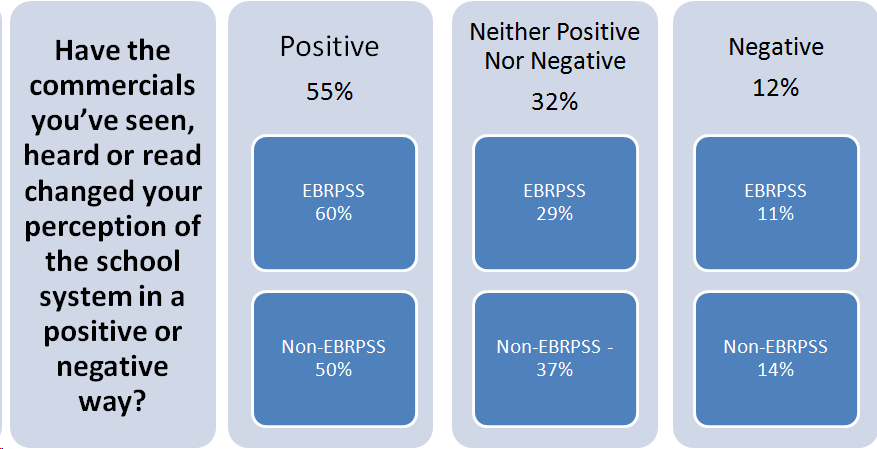 Have the
commercials
you’ve seen,
heard or read
changed your
perception of
the school
system in a
positive or
negative
way?
Positive
55%
EBRPSS
60%
Non-EBRPSS
50%
Neither Positive
Nor Negative
32%
EBRPSS
29%
Non-EBRPSS -
37%
Negative
12%
EBRPSS
11%
Non-EBRPSS
14%